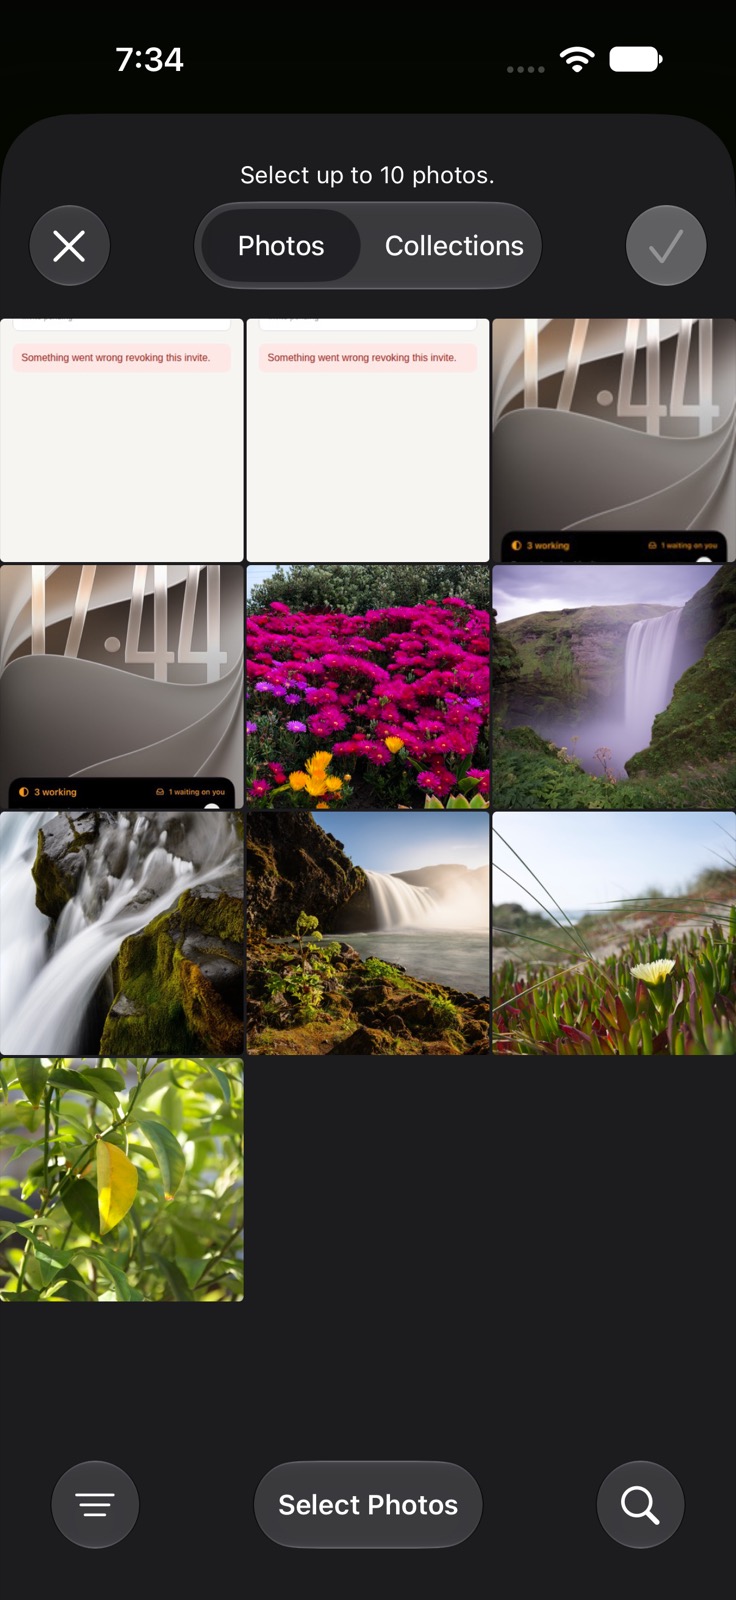 7:34
Select up to 10 photos.
Photos
Collections
Something went wrong revoking this invite.
Something went wrong revoking this invite.
17:44
3 working
1 waiting on you
17:44
3 working
1 waiting on you
Select Photos